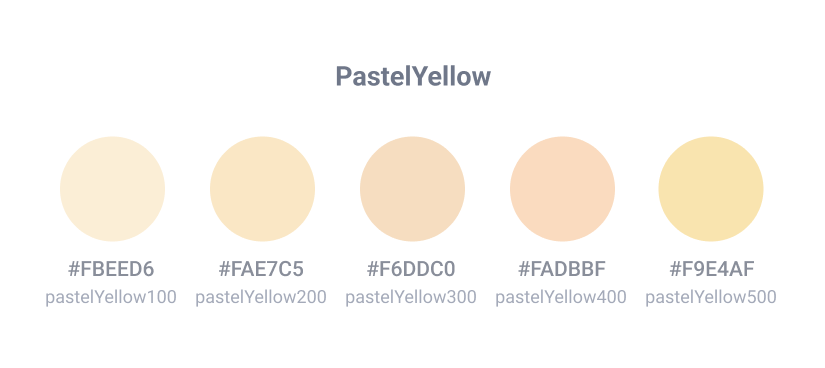 PastelYellow
#FBEED6 #FAE7C5 #F6DDC0 #FADBBF #F9E4AF
pastelYellow100 pastelYellow200 pastelYellow300 pastelYellow400 pastelYellow500